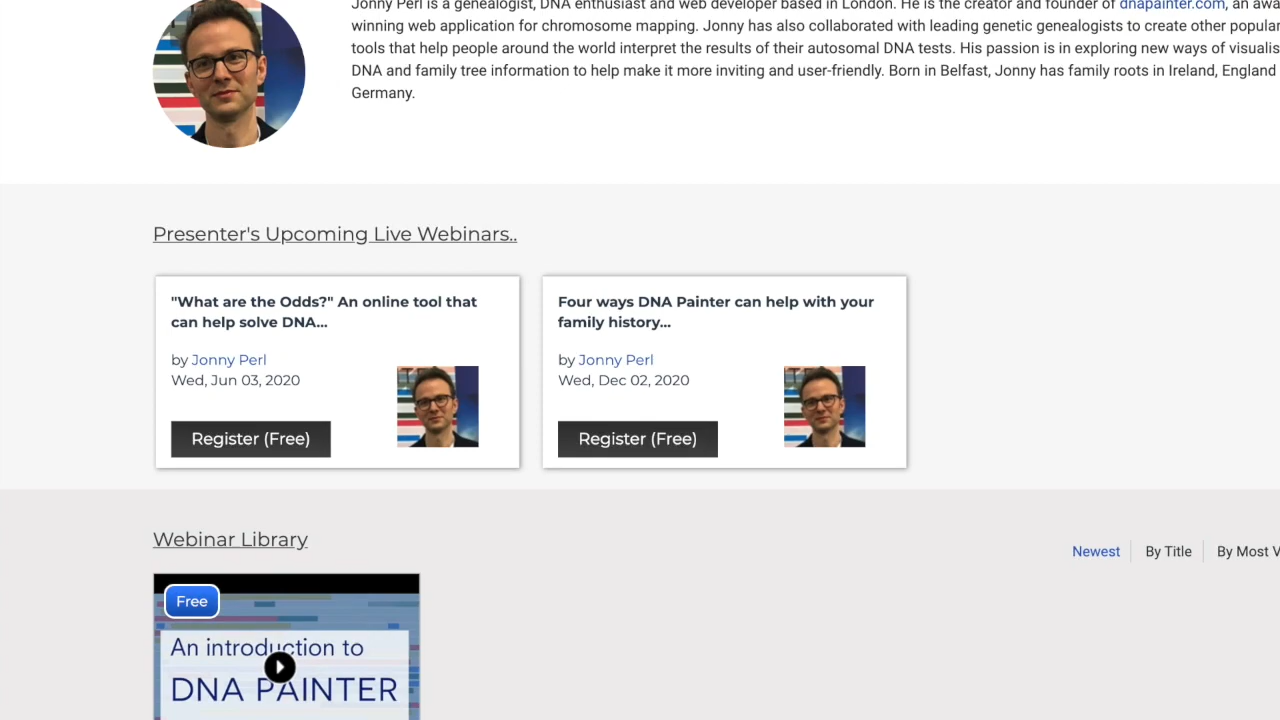 Jonny Perl is a genealogist, DNA enthusiast and web developer based in London. He is the creator and founder of dnapainter.com, an
winning web application for chromosome mapping. Jonny has also collaborated with leading genetic genealogists to create other popular
tools that help people around the world interpret the results of their autosomal DNA tests. His passion is in exploring new ways of
DNA and family tree information to help make it more inviting and user-friendly. Born in Belfast, Jonny has family roots in Ireland, England
Germany.
Presenter's Upcoming Live Webinars..
"What are the Odds?" An online tool that
can help solve DNA...
by Jonny Perl
Wed, Jun 03, 2020
Register (Free)
Four ways DNA Painter can help with your
family history...
by Jonny Perl
Wed, Dec 02, 2020
Register (Free)
Webinar Library
Newest
By Title
By Most V
Free
An introduction to
DNA PAINTER